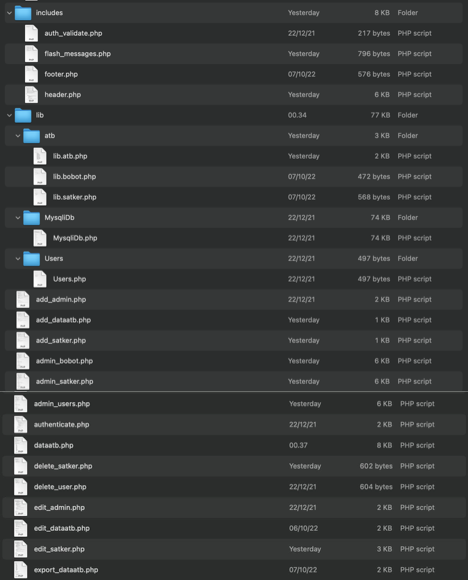 includes Yesterday 8 KB Folder
auth_validate.php 22/12/21 217 bytes PHP script
flash_messages.php Yesterday 796 bytes PHP script
footer.php 07/10/22 576 bytes PHP script
header.php Yesterday 6 KB PHP script
lib 00.34 77 KB Folder
atb Yesterday 3 KB Folder
lib.atb.php Yesterday 2 KB PHP script
lib.bobot.php 07/10/22 472 bytes PHP script
lib.satker.php 07/10/22 568 bytes PHP script
MysqliDb 22/12/21 74 KB Folder
MysqliDb.php 22/12/21 74 KB PHP script
Users 22/12/21 497 bytes Folder
Users.php 22/12/21 497 bytes PHP script
add_admin.php 22/12/21 2 KB PHP script
add_dataatb.php Yesterday 1 KB PHP script
add_satker.php Yesterday 1 KB PHP script
admin_bobot.php Yesterday 6 KB PHP script
admin_satker.php Yesterday 6 KB PHP script
admin_users.php Yesterday 6 KB PHP script
authenticate.php 22/12/21 2 KB PHP script
dataatb.php 00.37 8 KB PHP script
delete_satker.php Yesterday 602 bytes PHP script
delete_user.php 22/12/21 604 bytes PHP script
edit_admin.php 22/12/21 2 KB PHP script
edit_dataatb.php 06/10/22 2 KB PHP script
edit_satker.php Yesterday 3 KB PHP script
export_dataatb.php 07/10/22 2 KB PHP script